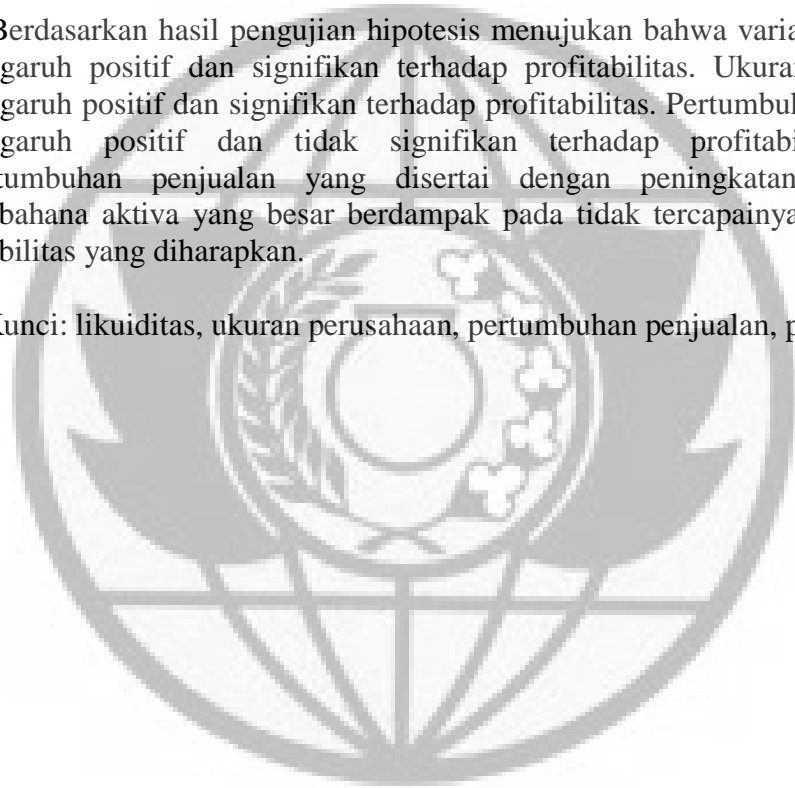 Berdasarkan hasil pengujian hipotesis menujukan bahwa varia
garuh positif dan signifikan terhadap profitabilitas. Ukuran
garuh positif dan signifikan terhadap profitabilitas. Pertumbuh
garuh positif dan tidak signifikan terhadap profitabi
tumbuhan penjualan yang disertai dengan peningkatan
bahana aktiva yang besar berdampak pada tidak tercapainya
bilitas yang diharapkan.
Kunci: likuiditas, ukuran perusahaan, pertumbuhan penjualan, p